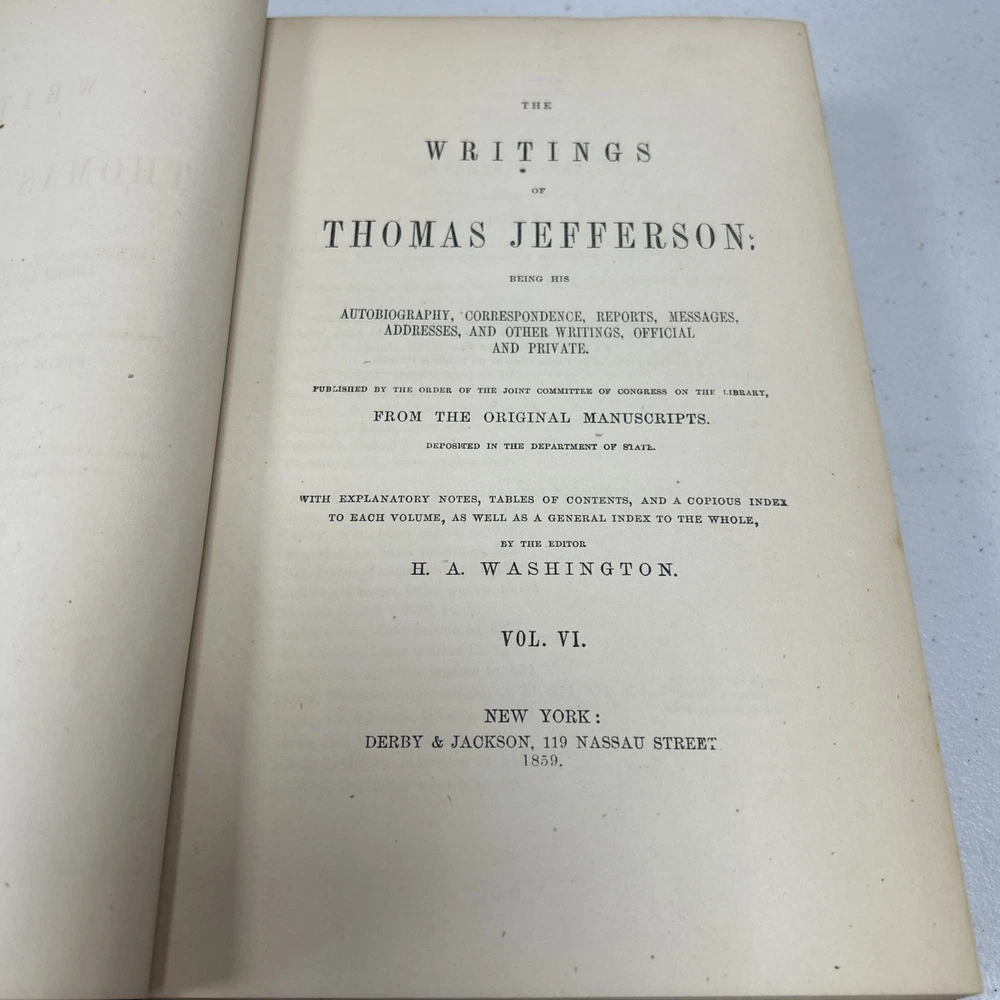 THE
WRITINGS
OF
THOMAS JEFFERSON:
BEING HIS
AUTOBIOGRAPHY, CORRESPONDENCE, REPORTS, MESSAGES,
ADDRESSES, AND OTHER WRITINGS, OFFICIAL
AND PRIVATE.
PUBLISHED BY THE ORDER OF THE JOINT COMMITTEE OF CONGRESS ON THE LIBRARY,
FROM THE ORIGINAL MANUSCRIPTS.
DEPOSITED IN THE DEPARTMENT OF STATE.
WITH EXPLANATORY NOTES, TABLES OF CONTENTS, AND A COPIOUS INDEX
TO EACH VOLUME, AS WELL AS A GENERAL INDEX TO THE WHOLE,
BY THE EDITOR
H. A. WASHINGTON.
VOL. VI.
NEW YORK:
DERBY & JACKSON, 119 NASSAU STREET
1859.